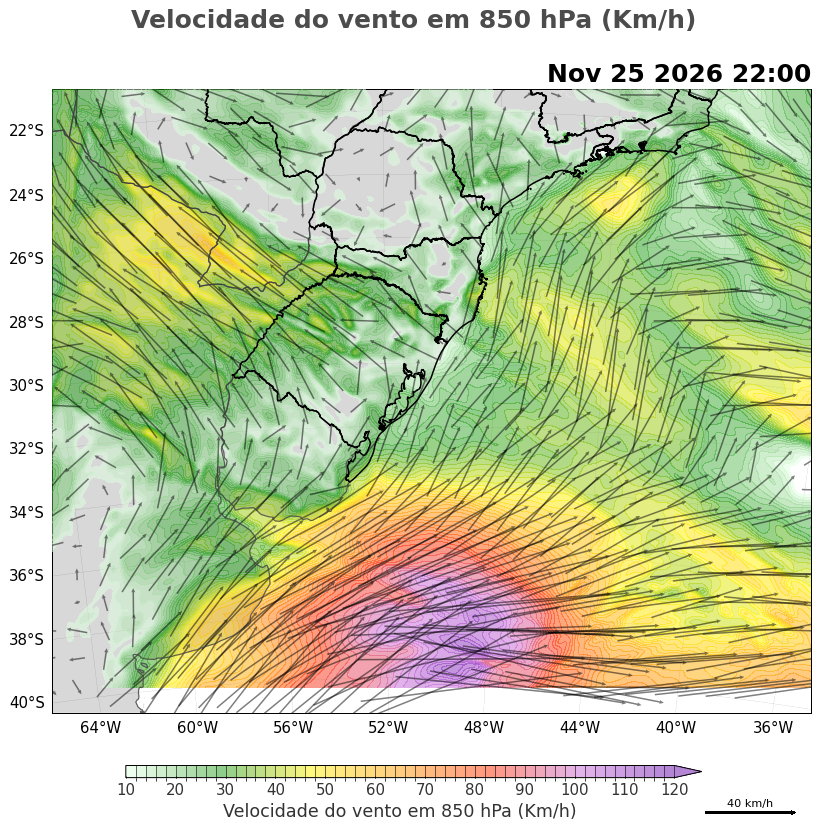 Velocidade do vento em 850 hPa (Km/h)
Nov 25 2026 22:00
22°S
24°S
26°S
28°S
30°S
32°S
34°S
36°S
38°S
40°S
64°W 60°W 56°W 52°W 48°W 44°W 40°W 36°W
10 20 30 40 50 60 70 80 90 100 110 120
Velocidade do vento em 850 hPa (Km/h)
40 km/h